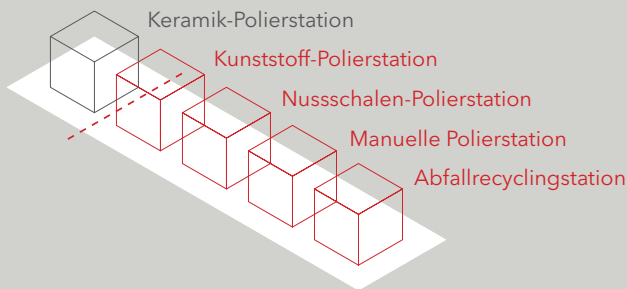 Keramik-Polierstation
Kunststoff-Polierstation
Nussschalen-Polierstation
Manuelle Polierstation
Abfallrecyclingstation